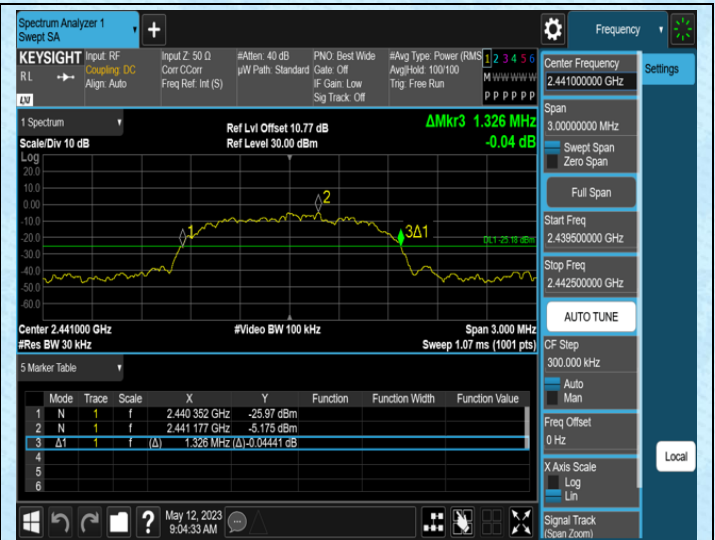 Spectrum Analyzer 1
Swept SA
+
Frequency
KEYSIGHT
Input: RF
Coupling: DC
Align: Auto
Input Z: 50 Ω
Corr CCorr
Freq Ref: Int (S)
#Atten: 40 dB
µW Path: Standard
PNO: Best Wide
Gate: Off
IF Gain: Low
Sig Track: Off
#Avg Type: Power (RMS
Avg|Hold: 100/100
Trig: Free Run
1 2 3 4 5 6
M W W W W W
P P P P P P
RL
LXI
1 Spectrum
Scale/Div 10 dB
Ref Lvl Offset 10.77 dB
Ref Level 30.00 dBm
ΔMkr3 1.326 MHz
-0.04 dB
Log
20.0
10.0
0.00
-10.0
-20.0
-30.0
-40.0
-50.0
-60.0
1
2
3Δ1
DL1 -25.18 dBm
Center 2.441000 GHz
#Res BW 30 kHz
#Video BW 100 kHz
Span 3.000 MHz
Sweep 1.07 ms (1001 pts)
5 Marker Table
Mode Trace Scale X Y Function Function Width Function Value
1 N 1 f 2.440 352 GHz -25.97 dBm
2 N 1 f 2.441 177 GHz -5.175 dBm
3 Δ1 1 f (Δ) 1.326 MHz (Δ) -0.04441 dB
4
5
6
?
May 12, 2023
9:04:33 AM
Center Frequency
2.441000000 GHz
Span
3.00000000 MHz
Swept Span
Zero Span
Full Span
Start Freq
2.439500000 GHz
Stop Freq
2.442500000 GHz
AUTO TUNE
CF Step
300.000 kHz
Auto
Man
Freq Offset
0 Hz
X Axis Scale
Log
Lin
Signal Track
(Span Zoom)
Settings
Local